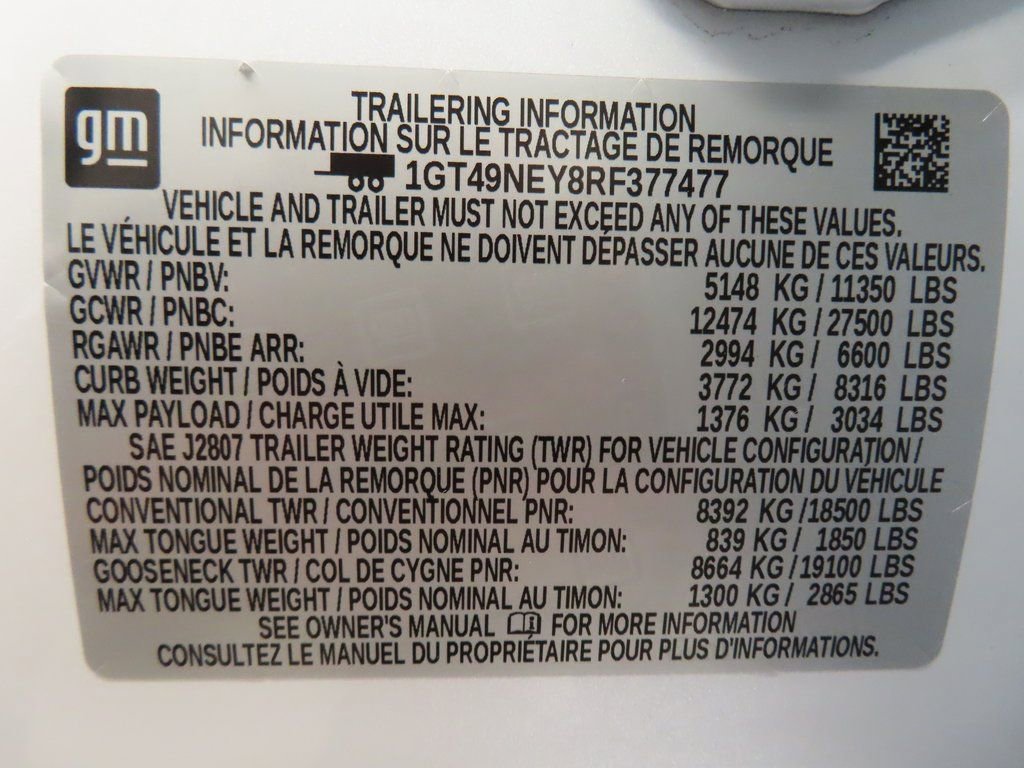 gm
TRAILERING INFORMATION
INFORMATION SUR LE TRACTAGE DE REMORQUE
1GT49NEY8RF377477
VEHICLE AND TRAILER MUST NOT EXCEED ANY OF THESE VALUES.
LE VÉHICULE ET LA REMORQUE NE DOIVENT DÉPASSER AUCUNE DE CES VALEURS.
GVWR / PNBV: 5148 KG / 11350 LBS
GCWR / PNBC: 12474 KG / 27500 LBS
RGAWR / PNBE ARR: 2994 KG / 6600 LBS
CURB WEIGHT / POIDS À VIDE: 3772 KG / 8316 LBS
MAX PAYLOAD / CHARGE UTILE MAX: 1376 KG / 3034 LBS
SAE J2807 TRAILER WEIGHT RATING (TWR) FOR VEHICLE CONFIGURATION /
POIDS NOMINAL DE LA REMORQUE (PNR) POUR LA CONFIGURATION DU VÉHICULE
CONVENTIONAL TWR / CONVENTIONNEL PNR: 8392 KG /18500 LBS
MAX TONGUE WEIGHT / POIDS NOMINAL AU TIMON: 839 KG / 1850 LBS
GOOSENECK TWR / COL DE CYGNE PNR: 8664 KG /19100 LBS
MAX TONGUE WEIGHT / POIDS NOMINAL AU TIMON: 1300 KG / 2865 LBS
SEE OWNER'S MANUAL FOR MORE INFORMATION
CONSULTEZ LE MANUEL DU PROPRIÉTAIRE POUR PLUS D'INFORMATIONS.